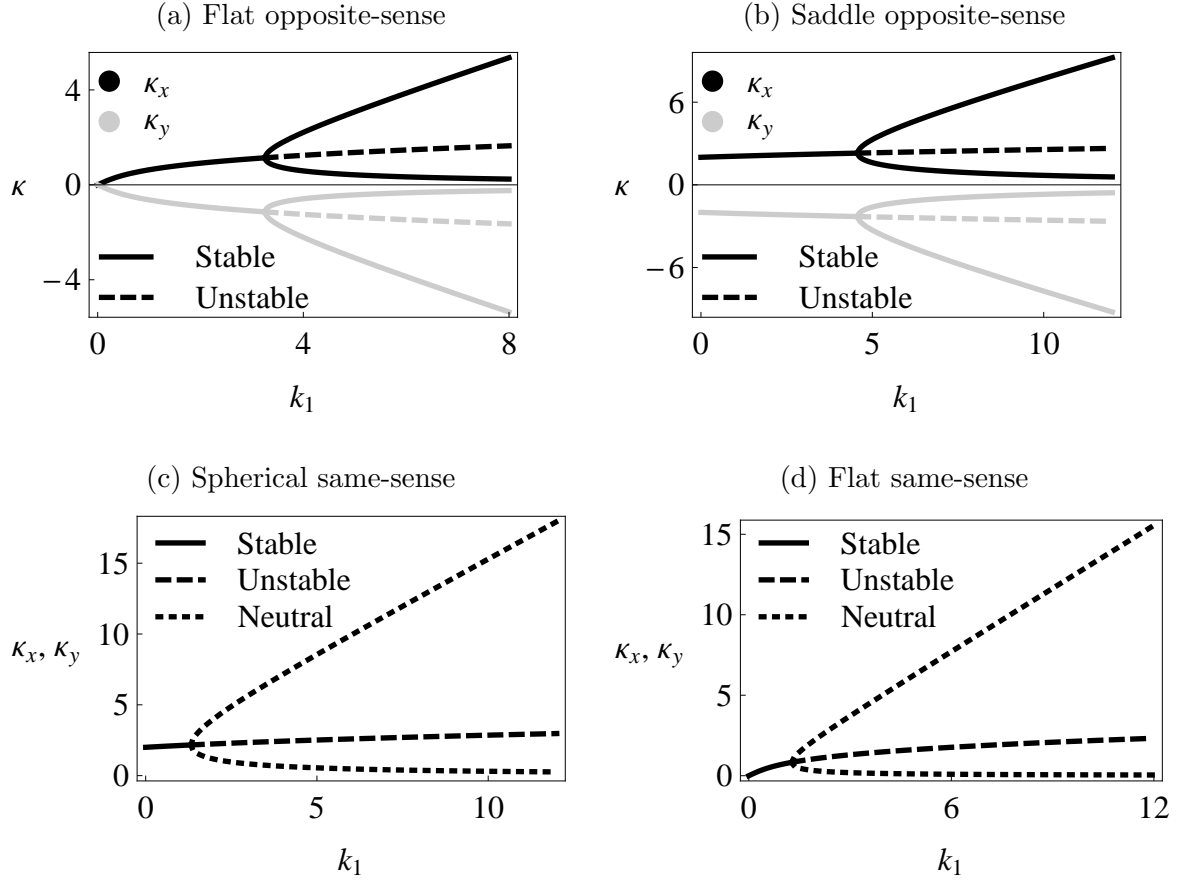 (a) Flat opposite-sense
κx
κy
4
0
−4
κ
Stable
Unstable
0
4
8
k1
(b) Saddle opposite-sense
κx
κy
6
0
−6
κ
Stable
Unstable
0
5
10
k1
(c) Spherical same-sense
Stable
Unstable
Neutral
15
10
5
0
κx, κy
0
5
10
k1
(d) Flat same-sense
Stable
Unstable
Neutral
15
10
5
0
κx, κy
0
6
12
k1